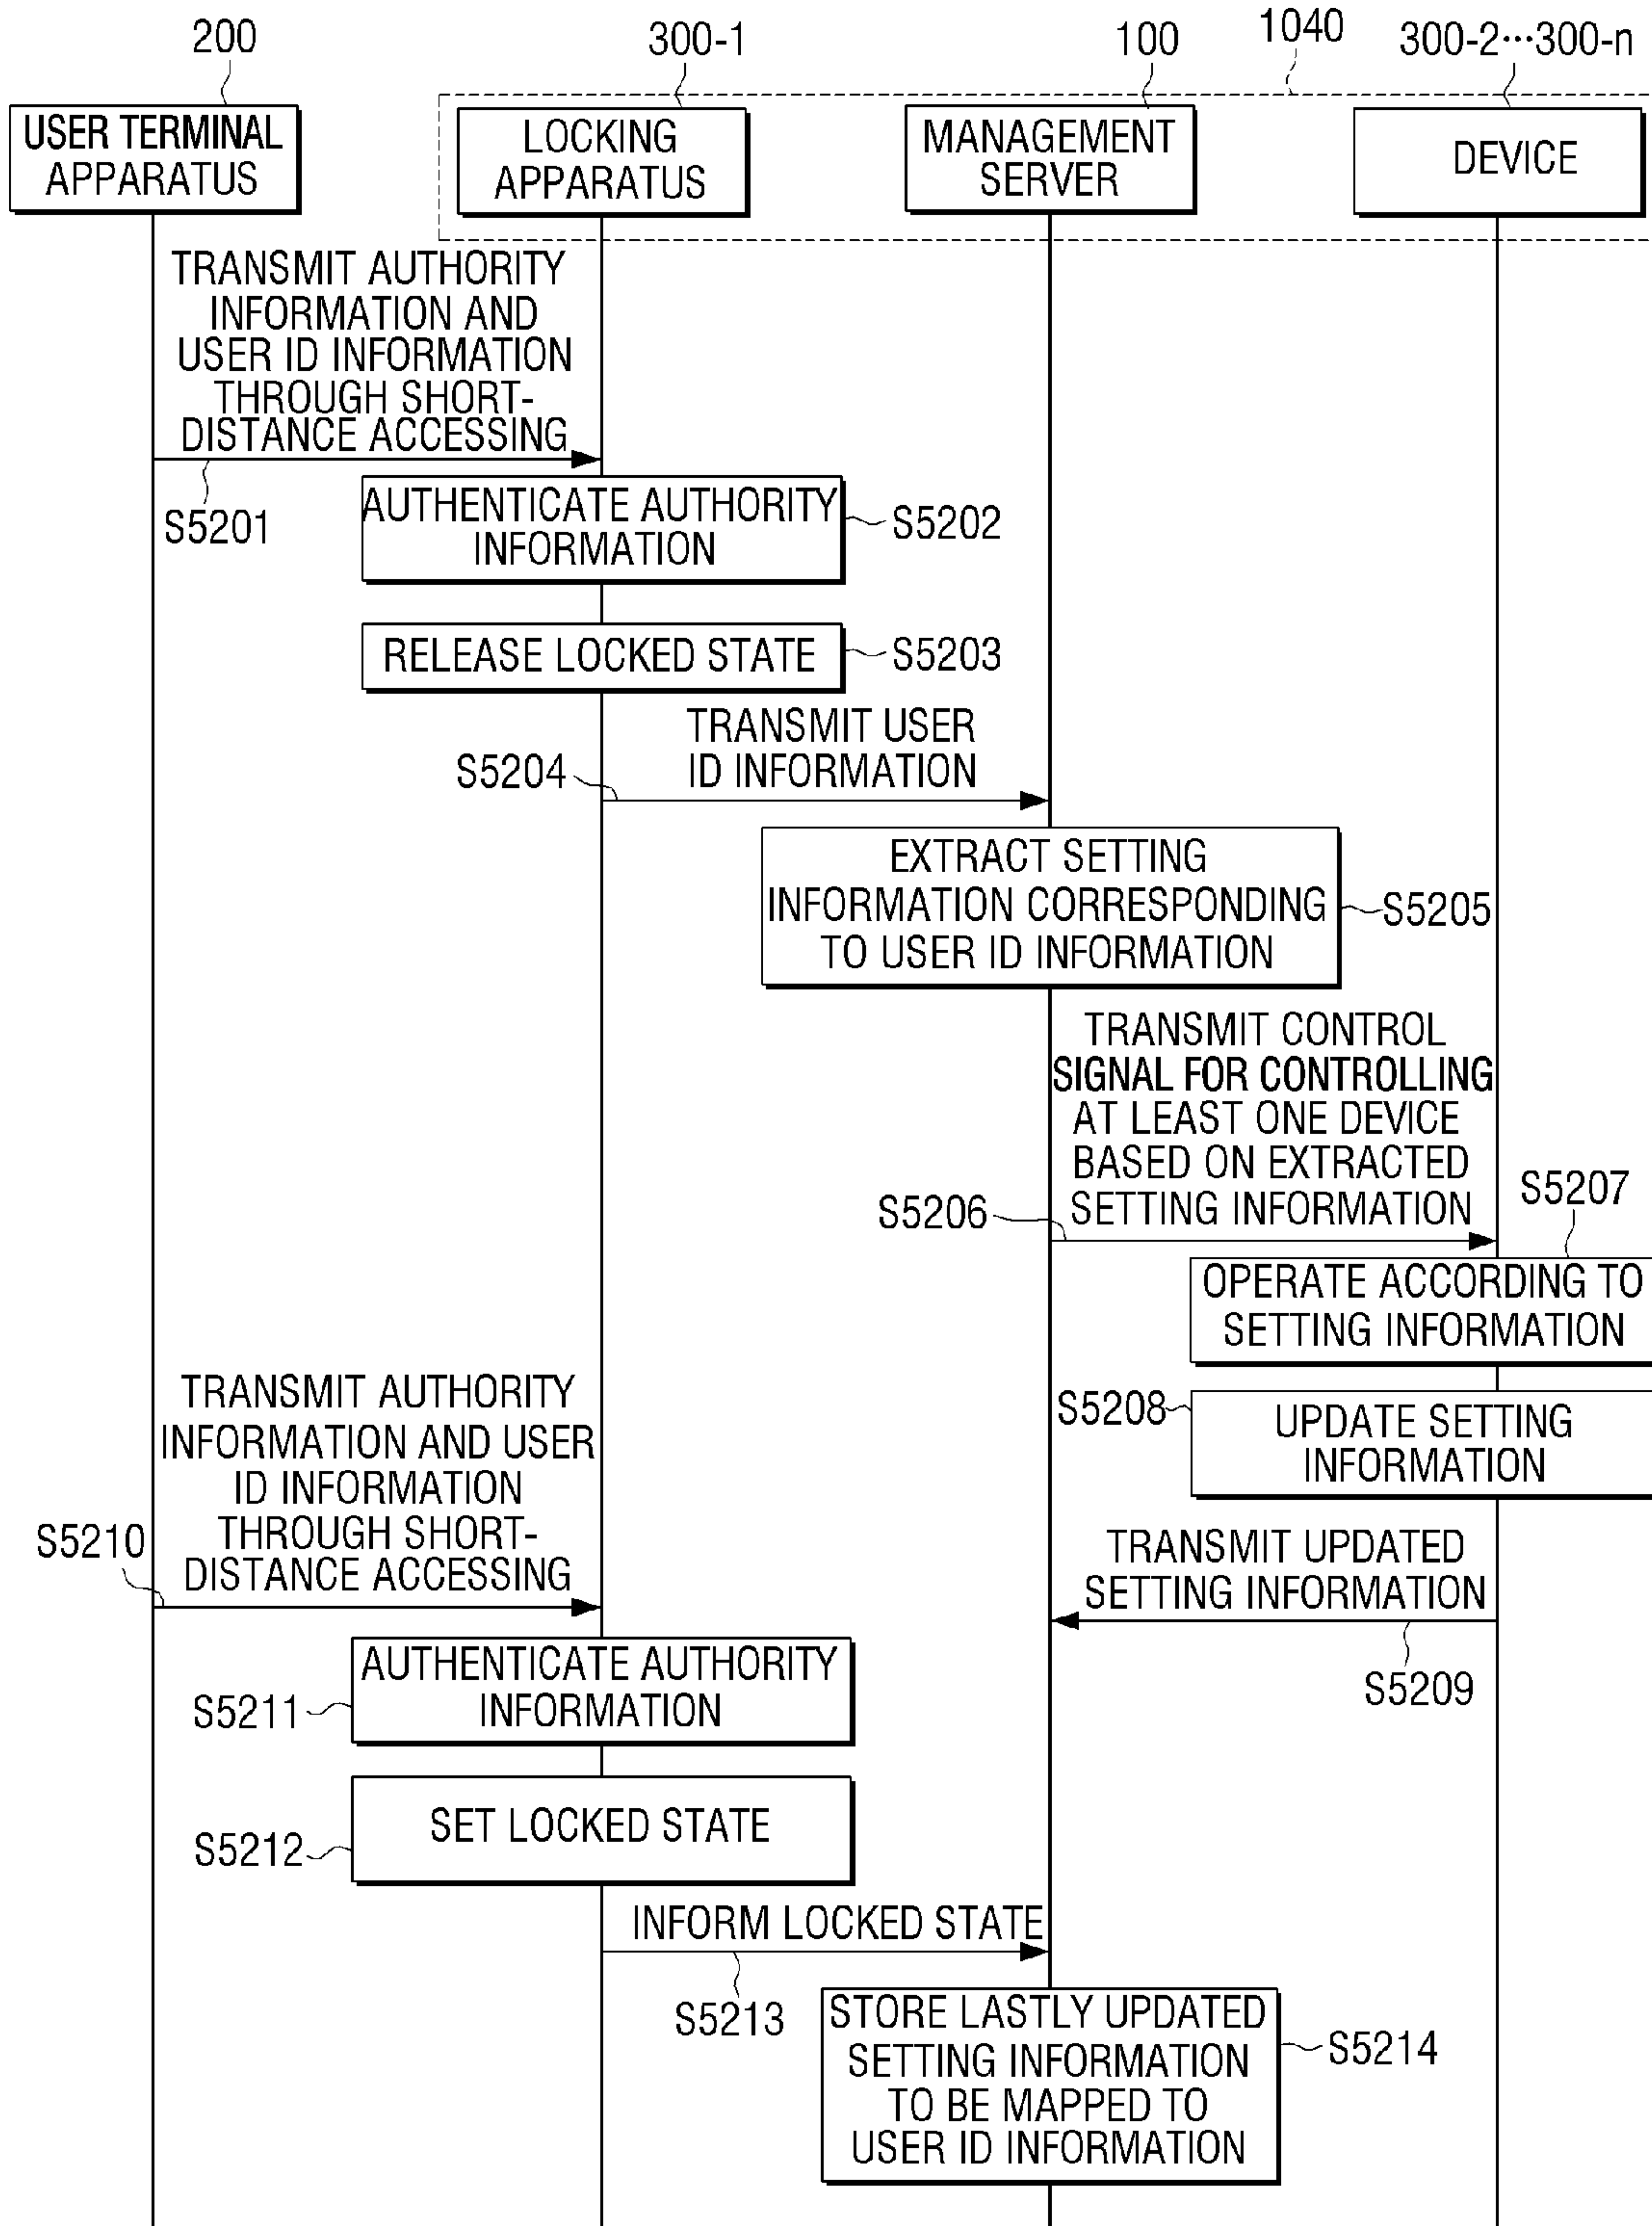 200
300-1
100
1040
300-2···300-n
USER TERMINAL
APPARATUS
LOCKING
APPARATUS
MANAGEMENT
SERVER
DEVICE
TRANSMIT AUTHORITY
INFORMATION AND
USER ID INFORMATION
THROUGH SHORT-
DISTANCE ACCESSING
S5201
AUTHENTICATE AUTHORITY
INFORMATION
S5202
RELEASE LOCKED STATE
S5203
TRANSMIT USER
ID INFORMATION
S5204
EXTRACT SETTING
INFORMATION CORRESPONDING
TO USER ID INFORMATION
S5205
TRANSMIT CONTROL
SIGNAL FOR CONTROLLING
AT LEAST ONE DEVICE
BASED ON EXTRACTED
SETTING INFORMATION
S5206
S5207
OPERATE ACCORDING TO
SETTING INFORMATION
S5208
UPDATE SETTING
INFORMATION
TRANSMIT UPDATED
SETTING INFORMATION
S5209
TRANSMIT AUTHORITY
INFORMATION AND USER
ID INFORMATION
THROUGH SHORT-
DISTANCE ACCESSING
S5210
AUTHENTICATE AUTHORITY
INFORMATION
S5211
SET LOCKED STATE
S5212
INFORM LOCKED STATE
S5213
STORE LASTLY UPDATED
SETTING INFORMATION
TO BE MAPPED TO
USER ID INFORMATION
S5214